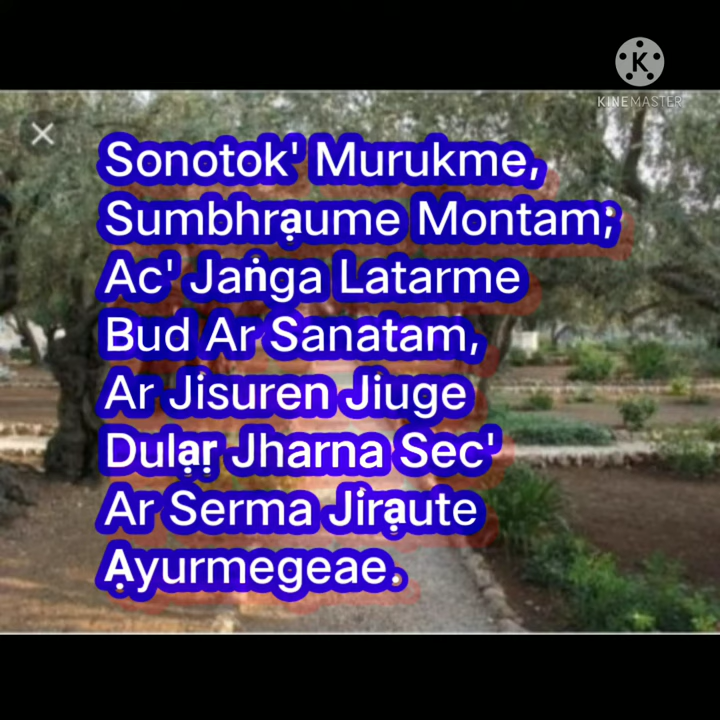 KINEMASTER
Sonotok' Murukme,
Sumbhrạume Montam;
Ac' Jaṅga Latarme
Bud Ar Sanatam,
Ar Jisuren Jiuge
Dulạṛ Jharna Sec'
Ar Serma Jirạute
Ạyurmegeae.